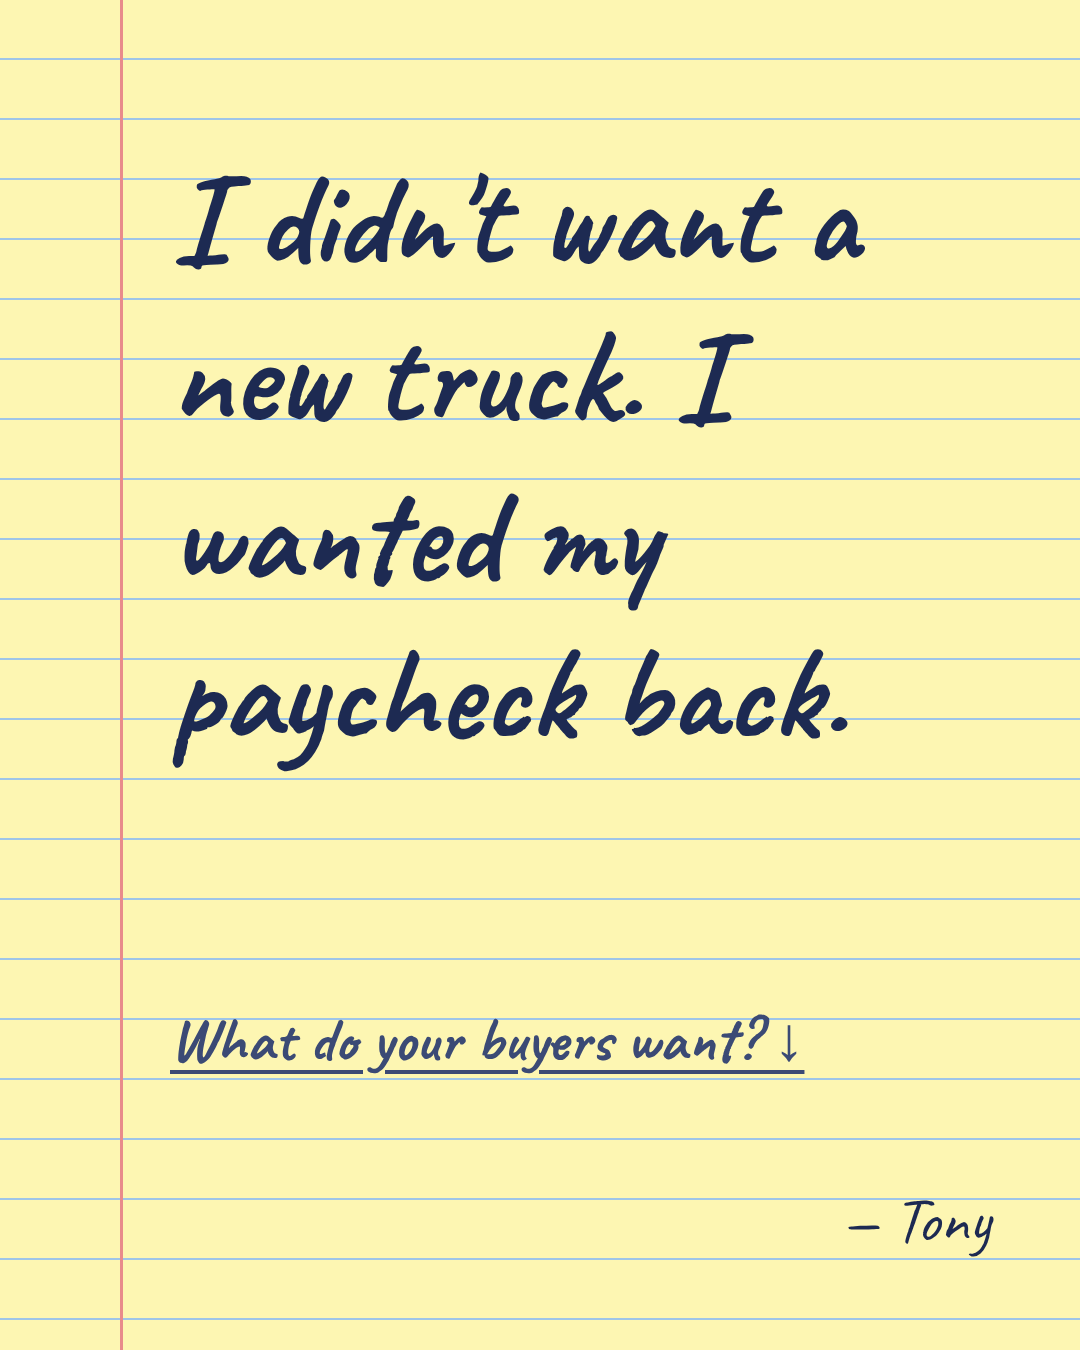 I didn't want a
new truck. I
wanted my
paycheck back.
What do your buyers want? ↓
– Tony